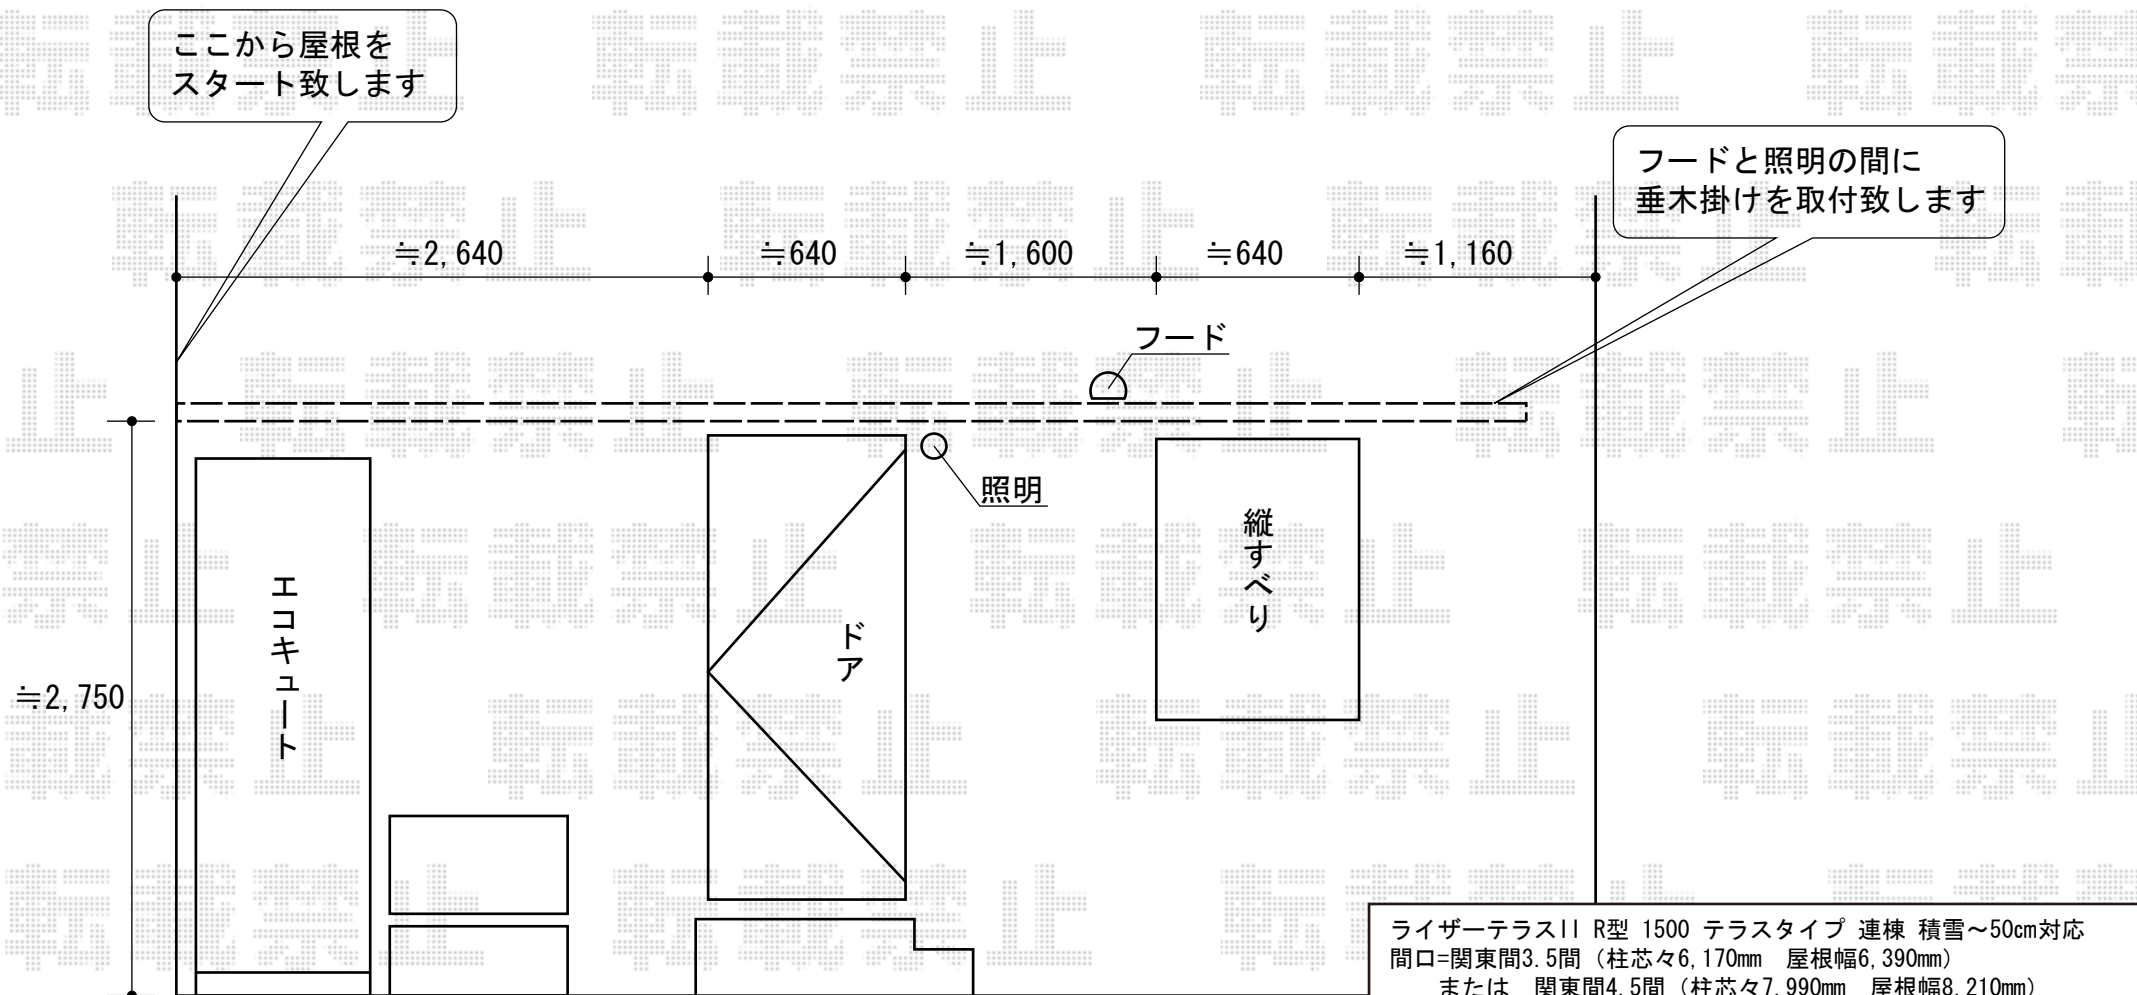 ここから屋根を
スタート致します
フードと照明の間に
垂木掛けを取付致します
≒2,640
≒640
≒1,600
≒640
≒1,160
フード
照明
エコキュート
ドア
縦すべり
≒2,750
ライザーテラスII R型 1500 テラスタイプ 連棟 積雪～50cm対応
間口=関東間3.5間（柱芯々6,170mm 屋根幅6,390mm）
または 関東間4.5間（柱芯々7,990mm 屋根幅8,210mm）
転載禁止